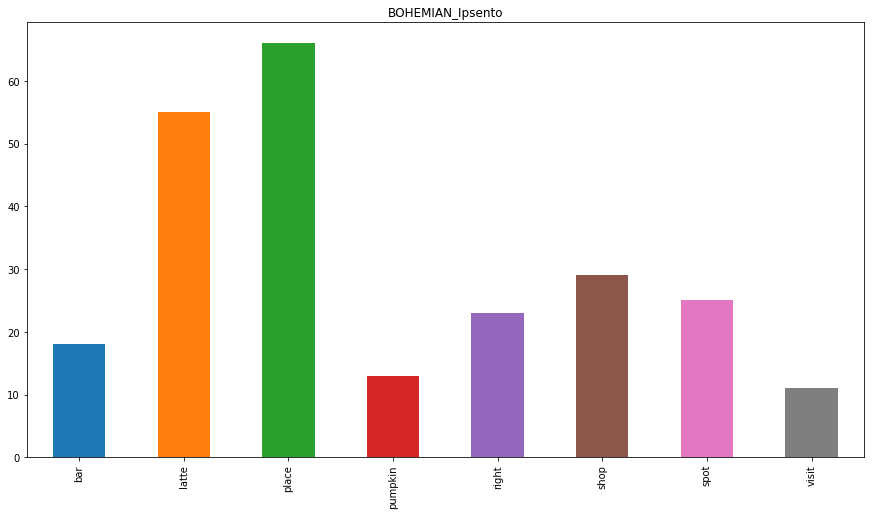 BOHEMIAN_Ipsento
60
50
40
30
20
10
0
bar
latte
place
pumpkin
right
shop
spot
visit